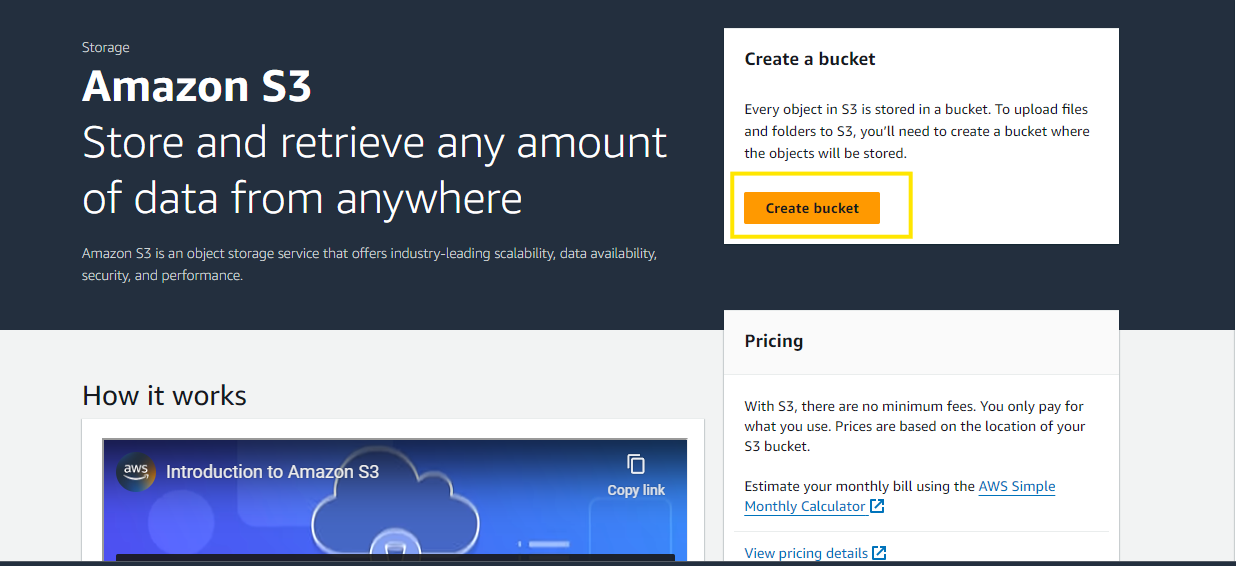 Storage
Amazon S3
Store and retrieve any amount
of data from anywhere
Amazon S3 is an object storage service that offers industry-leading scalability, data availability,
security, and performance.
Create a bucket
Every object in S3 is stored in a bucket. To upload files
and folders to S3, you’ll need to create a bucket where
the objects will be stored.
Create bucket
How it works
aws
Introduction to Amazon S3
Copy link
Pricing
With S3, there are no minimum fees. You only pay for
what you use. Prices are based on the location of your
S3 bucket.
Estimate your monthly bill using the AWS Simple
Monthly Calculator
View pricing details